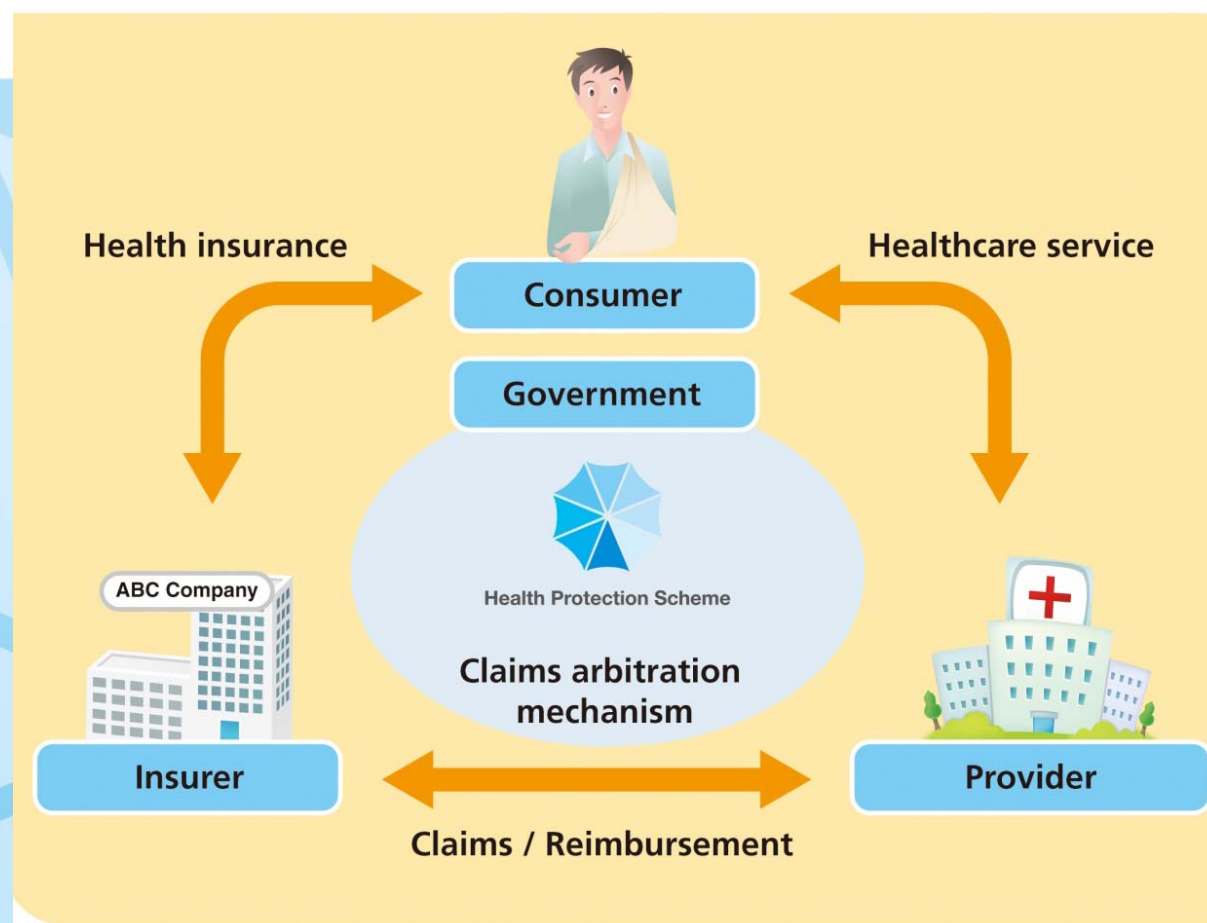 Health insurance
Healthcare service
Consumer
Government
ABC Company
Health Protection Scheme
Claims arbitration
mechanism
Insurer
Provider
Claims / Reimbursement